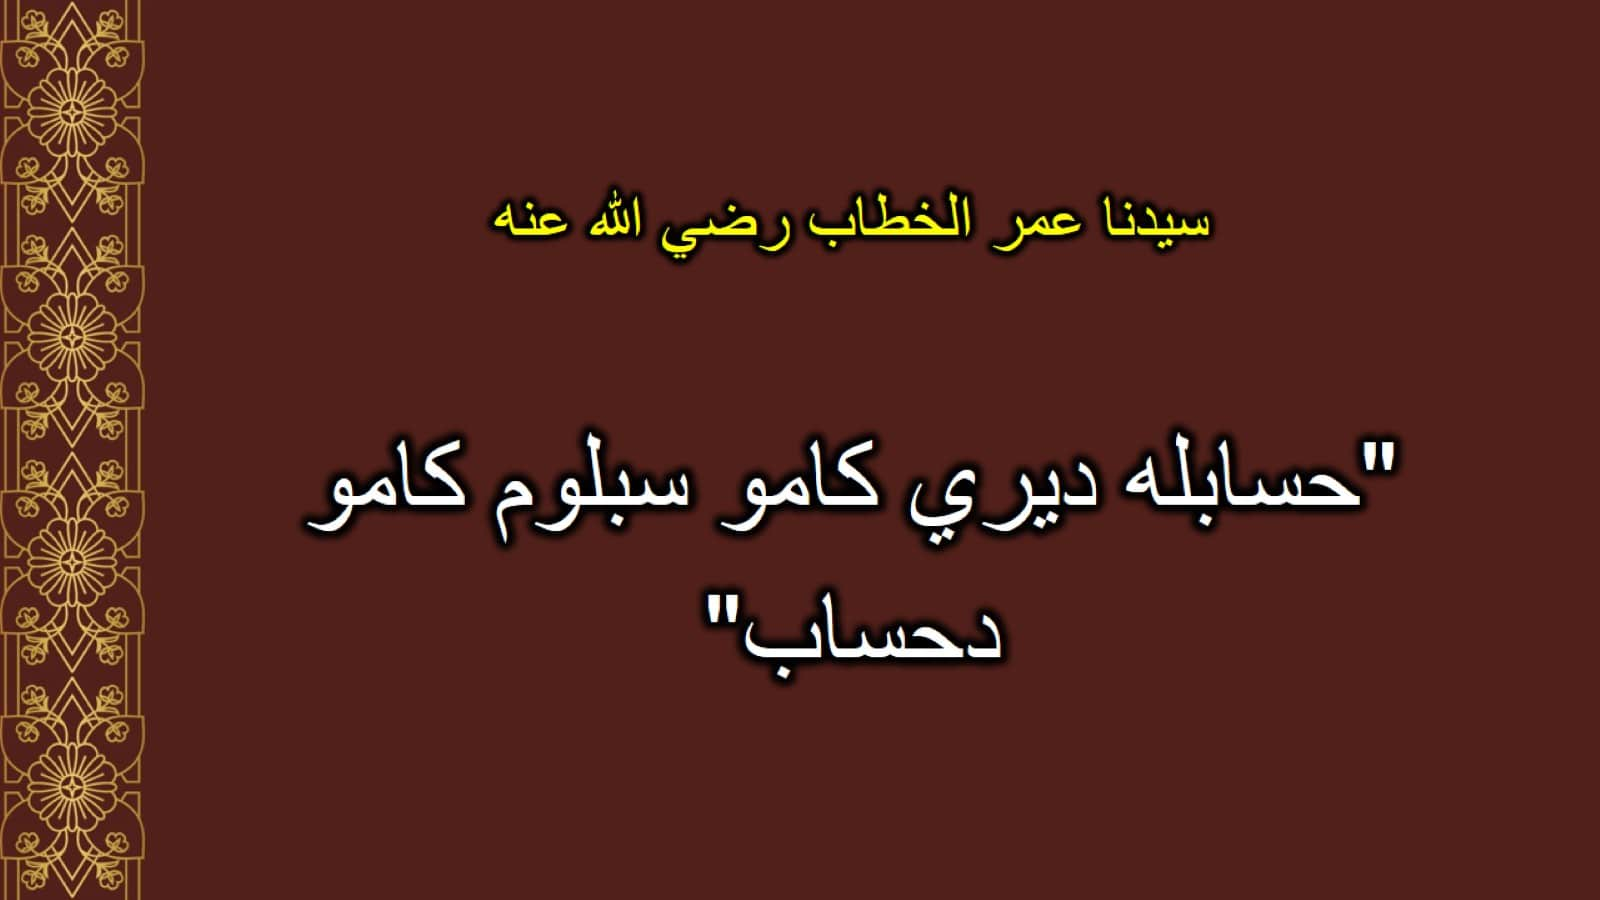 سيدنا عمر الخطاب رضي الله عنه
"حسابله ديري كامو سبلوم كامو
دحساب"